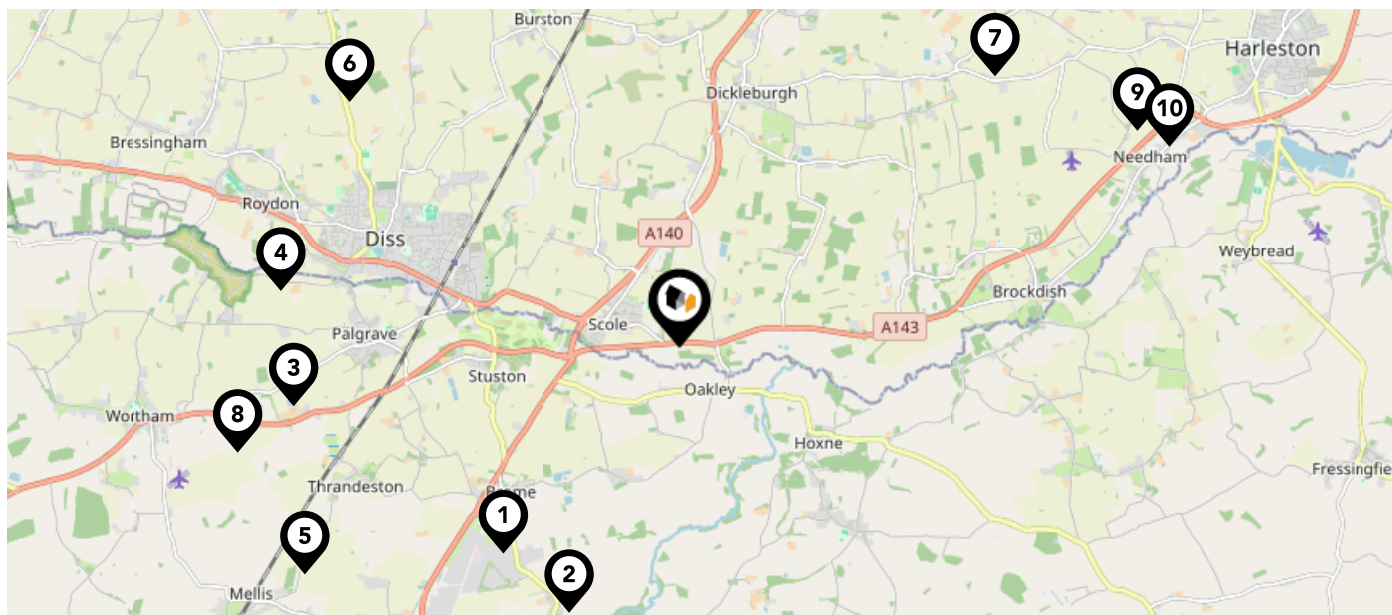 Burston
Harleston
7
6
Dickleburgh
9
10
Bressingham
Needham
Roydon
A140
Diss
4
Weybread
Brockdish
Scole
A143
Palgrave
3
Stuston
Oakley
8
Wortham
Hoxne
Fressingfie
Thrandeston
Brome
1
5
2
Mellis